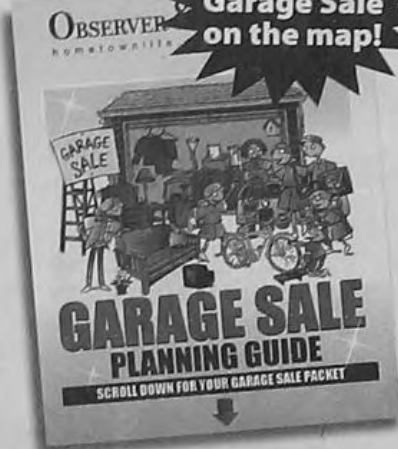 Garage Sale
on the map!
OBSERVER
hometownlife
GARAGE
SALE
GARAGE SALE
PLANNING GUIDE
SCROLL DOWN FOR YOUR GARAGE SALE PACKET